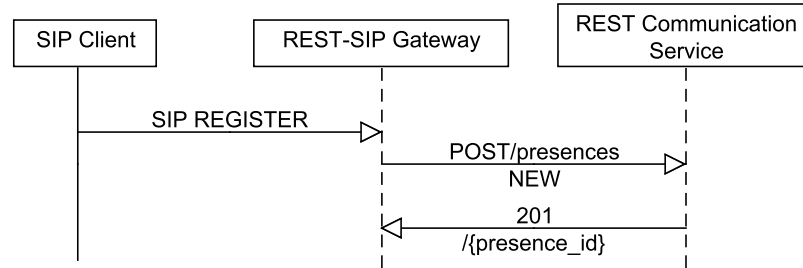 SIP Client
REST-SIP Gateway
REST Communication
Service
SIP REGISTER
POST/presences
NEW
201
/{presence_id}